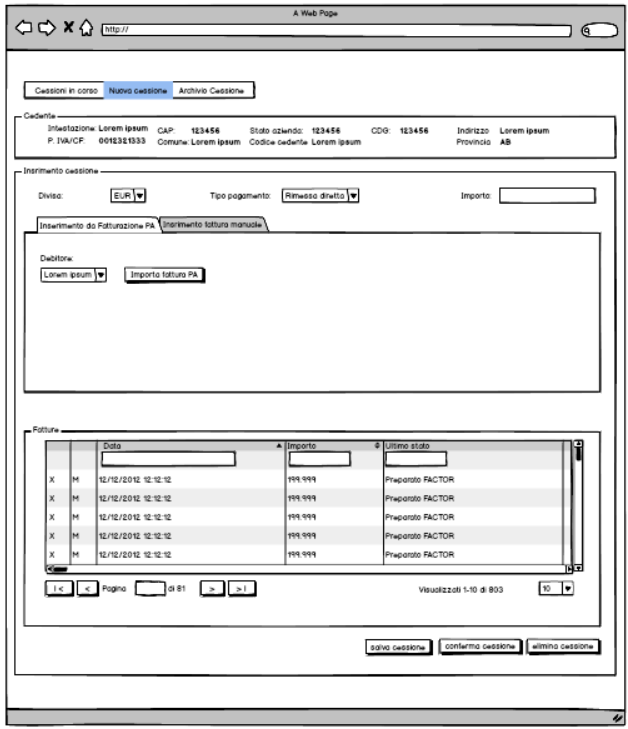 A Web Page
http://
Cessioni in corso Nuova cessione Archivio Cessione
Cedente
Intestazione: Lorem ipsum CAP: 123456 Stato azienda: 123456 CDG: 123456 Indirizzo Lorem ipsum
P. IVA/CF: 0012321333 Comune: Lorem ipsum Codice cedente Lorem ipsum Provincia AB
Insrimento cessione
Divisa: EUR Tipo pagamento: Rimessa diretta Importo:
Inserimento da Fatturazione PA Insrimento fattura manuale
Debitore:
Lorem ipsum Importa fattura PA
Fatture
Data Importo Ultimo stato
X M 12/12/2012 12:12:12 199.999 Preparato FACTOR
X M 12/12/2012 12:12:12 199.999 Preparato FACTOR
X M 12/12/2012 12:12:12 199.999 Preparato FACTOR
X M 12/12/2012 12:12:12 199.999 Preparato FACTOR
X M 12/12/2012 12:12:12 199.999 Preparato FACTOR
|< < Pagina di 81 > >| Visualizzati 1-10 di 803 10
salva cessione conferma cessione elimina cessione